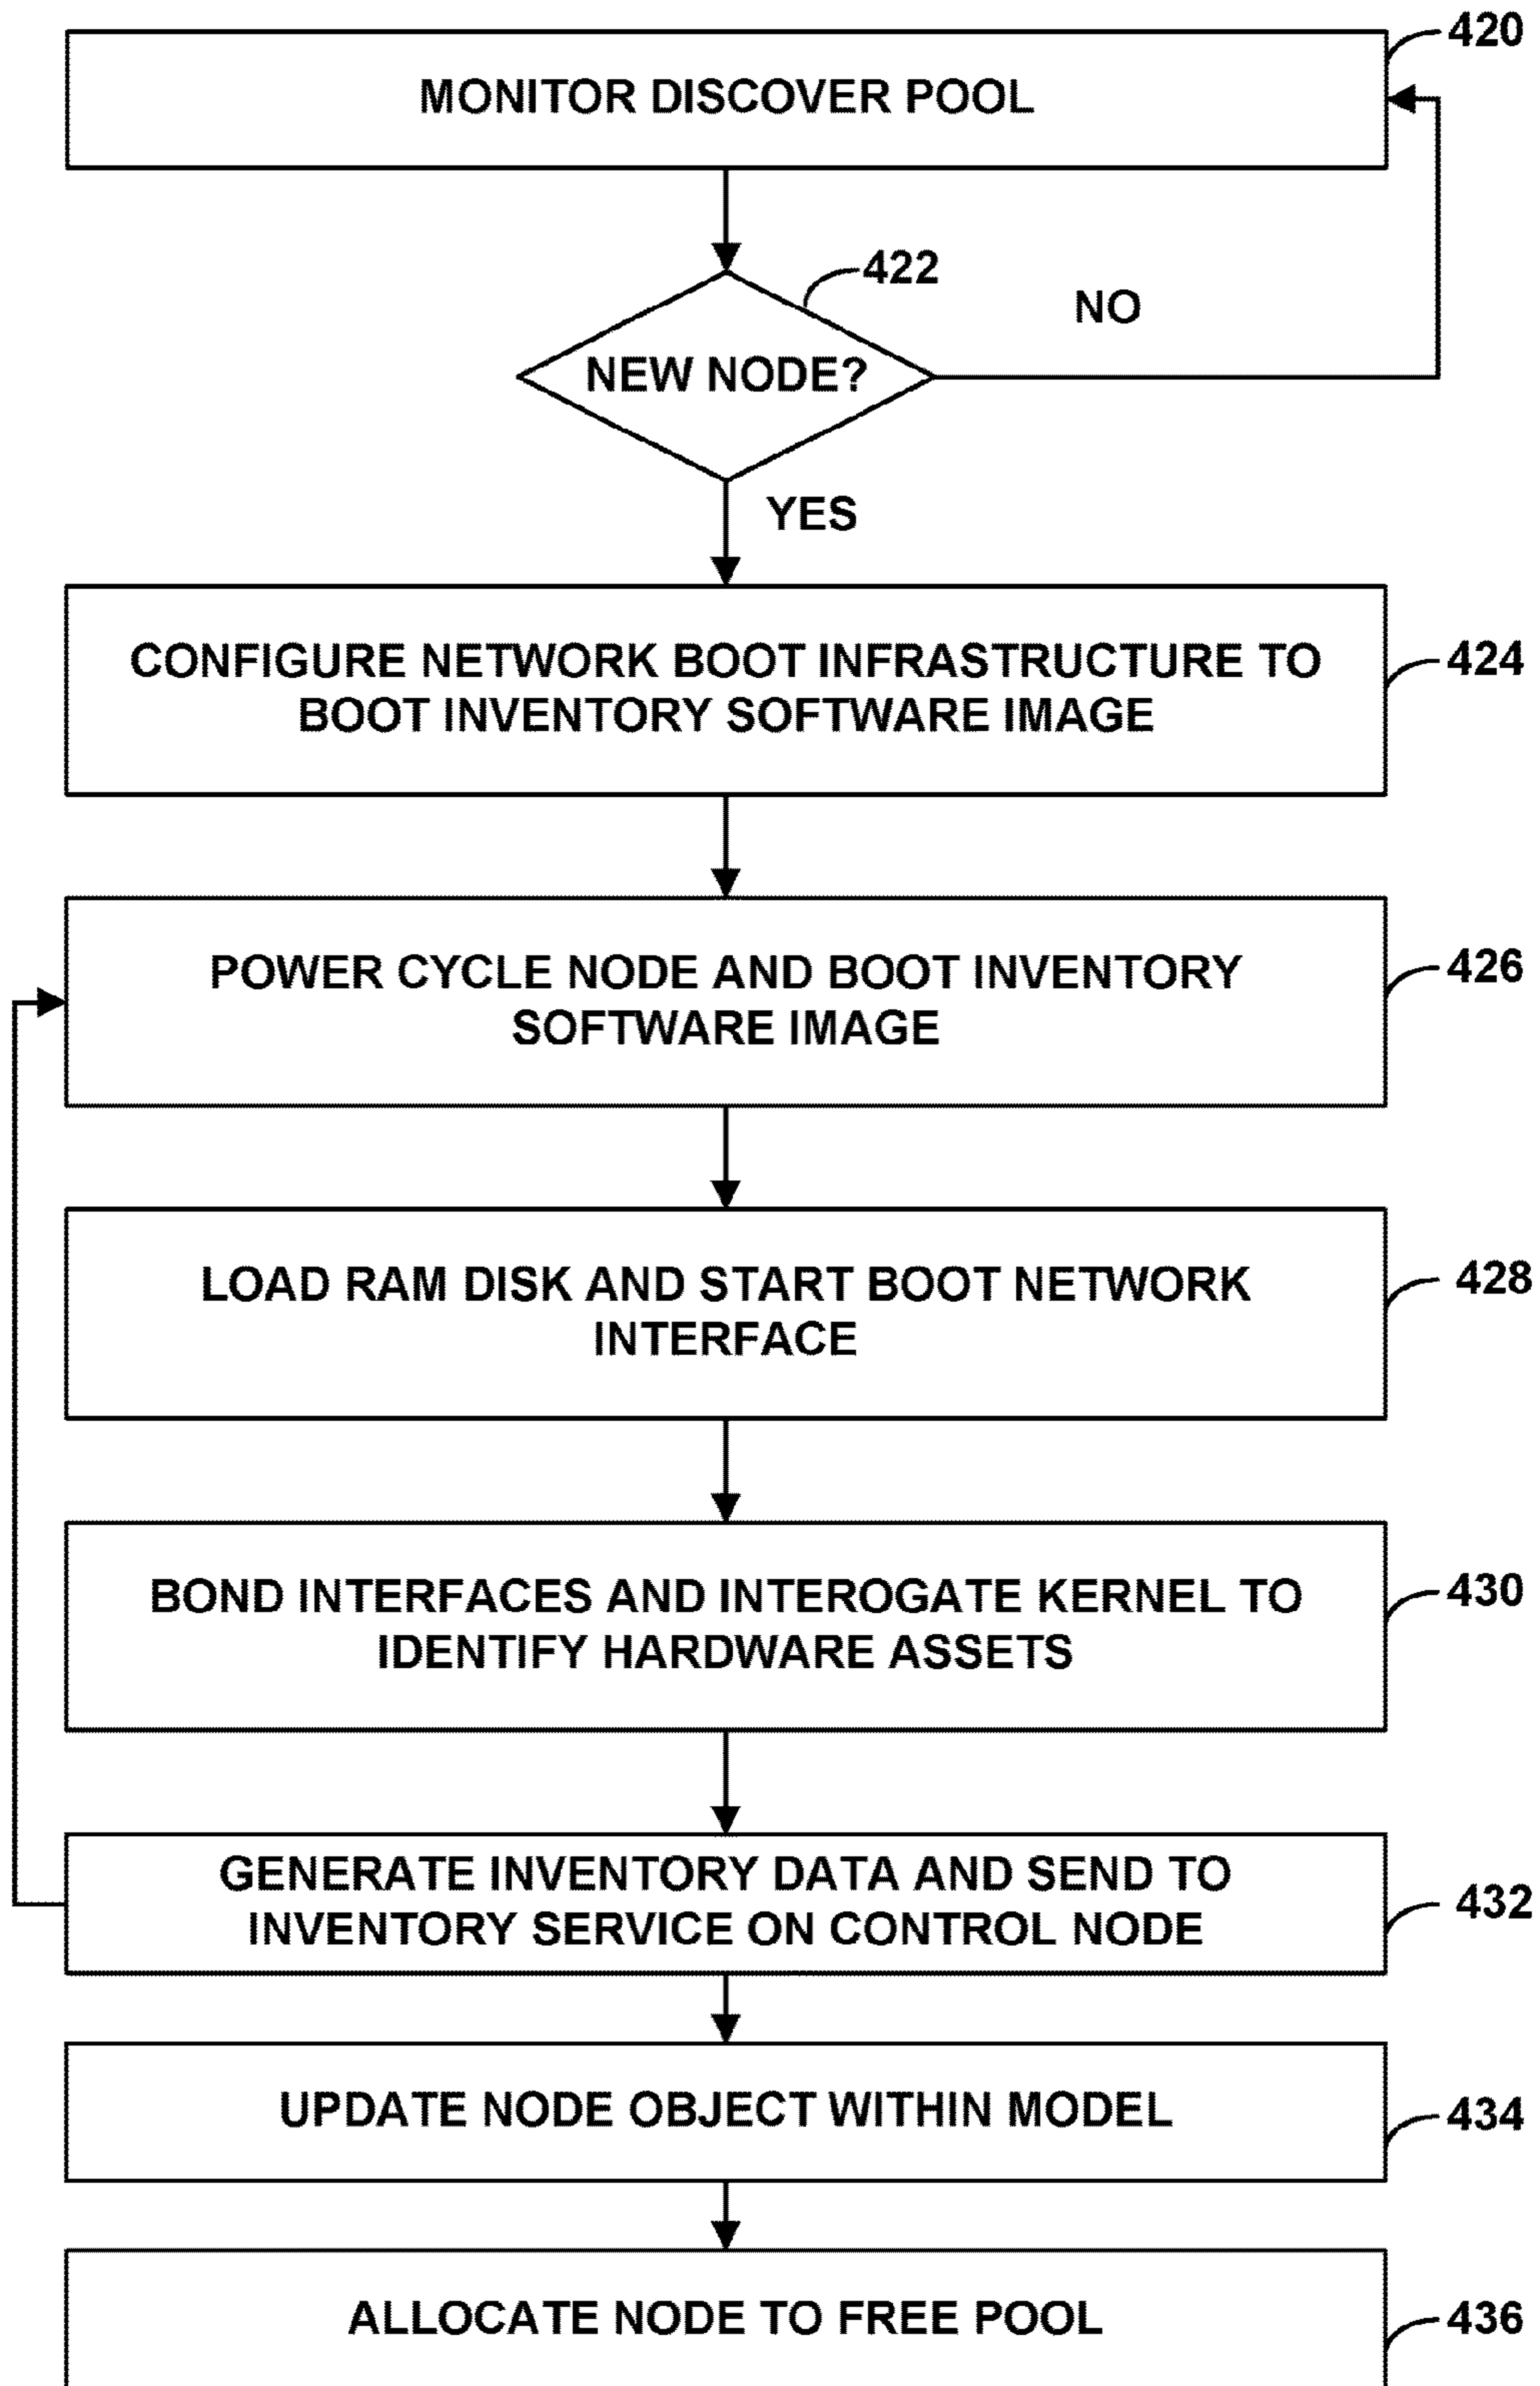 420
MONITOR DISCOVER POOL
422
NEW NODE?
NO
YES
CONFIGURE NETWORK BOOT INFRASTRUCTURE TO
BOOT INVENTORY SOFTWARE IMAGE
424
POWER CYCLE NODE AND BOOT INVENTORY
SOFTWARE IMAGE
426
LOAD RAM DISK AND START BOOT NETWORK
INTERFACE
428
BOND INTERFACES AND INTEROGATE KERNEL TO
IDENTIFY HARDWARE ASSETS
430
GENERATE INVENTORY DATA AND SEND TO
INVENTORY SERVICE ON CONTROL NODE
432
UPDATE NODE OBJECT WITHIN MODEL
434
ALLOCATE NODE TO FREE POOL
436